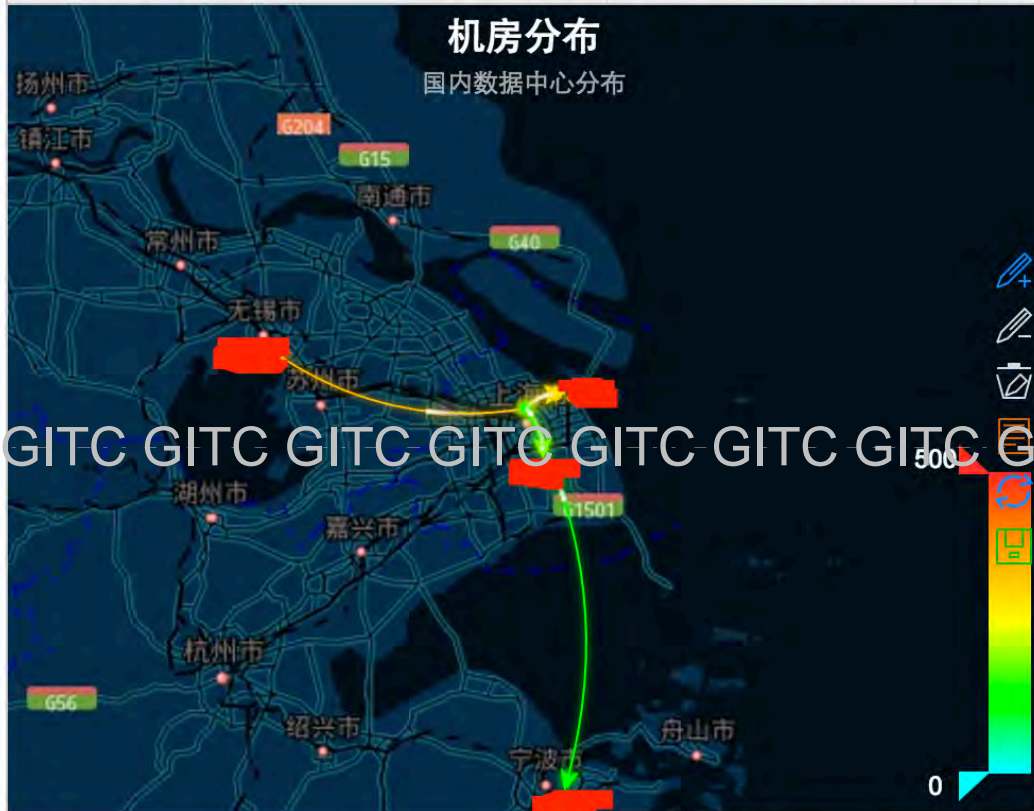 机房分布
国内数据中心分布
扬州市
G204
镇江市
G15
南通市
常州市
G40
无锡市
苏州市
上海
GITC GITC GITC GITC GITC GITC GITC G
500
湖州市
G1501
嘉兴市
杭州市
G56
绍兴市
舟山市
宁波市
0